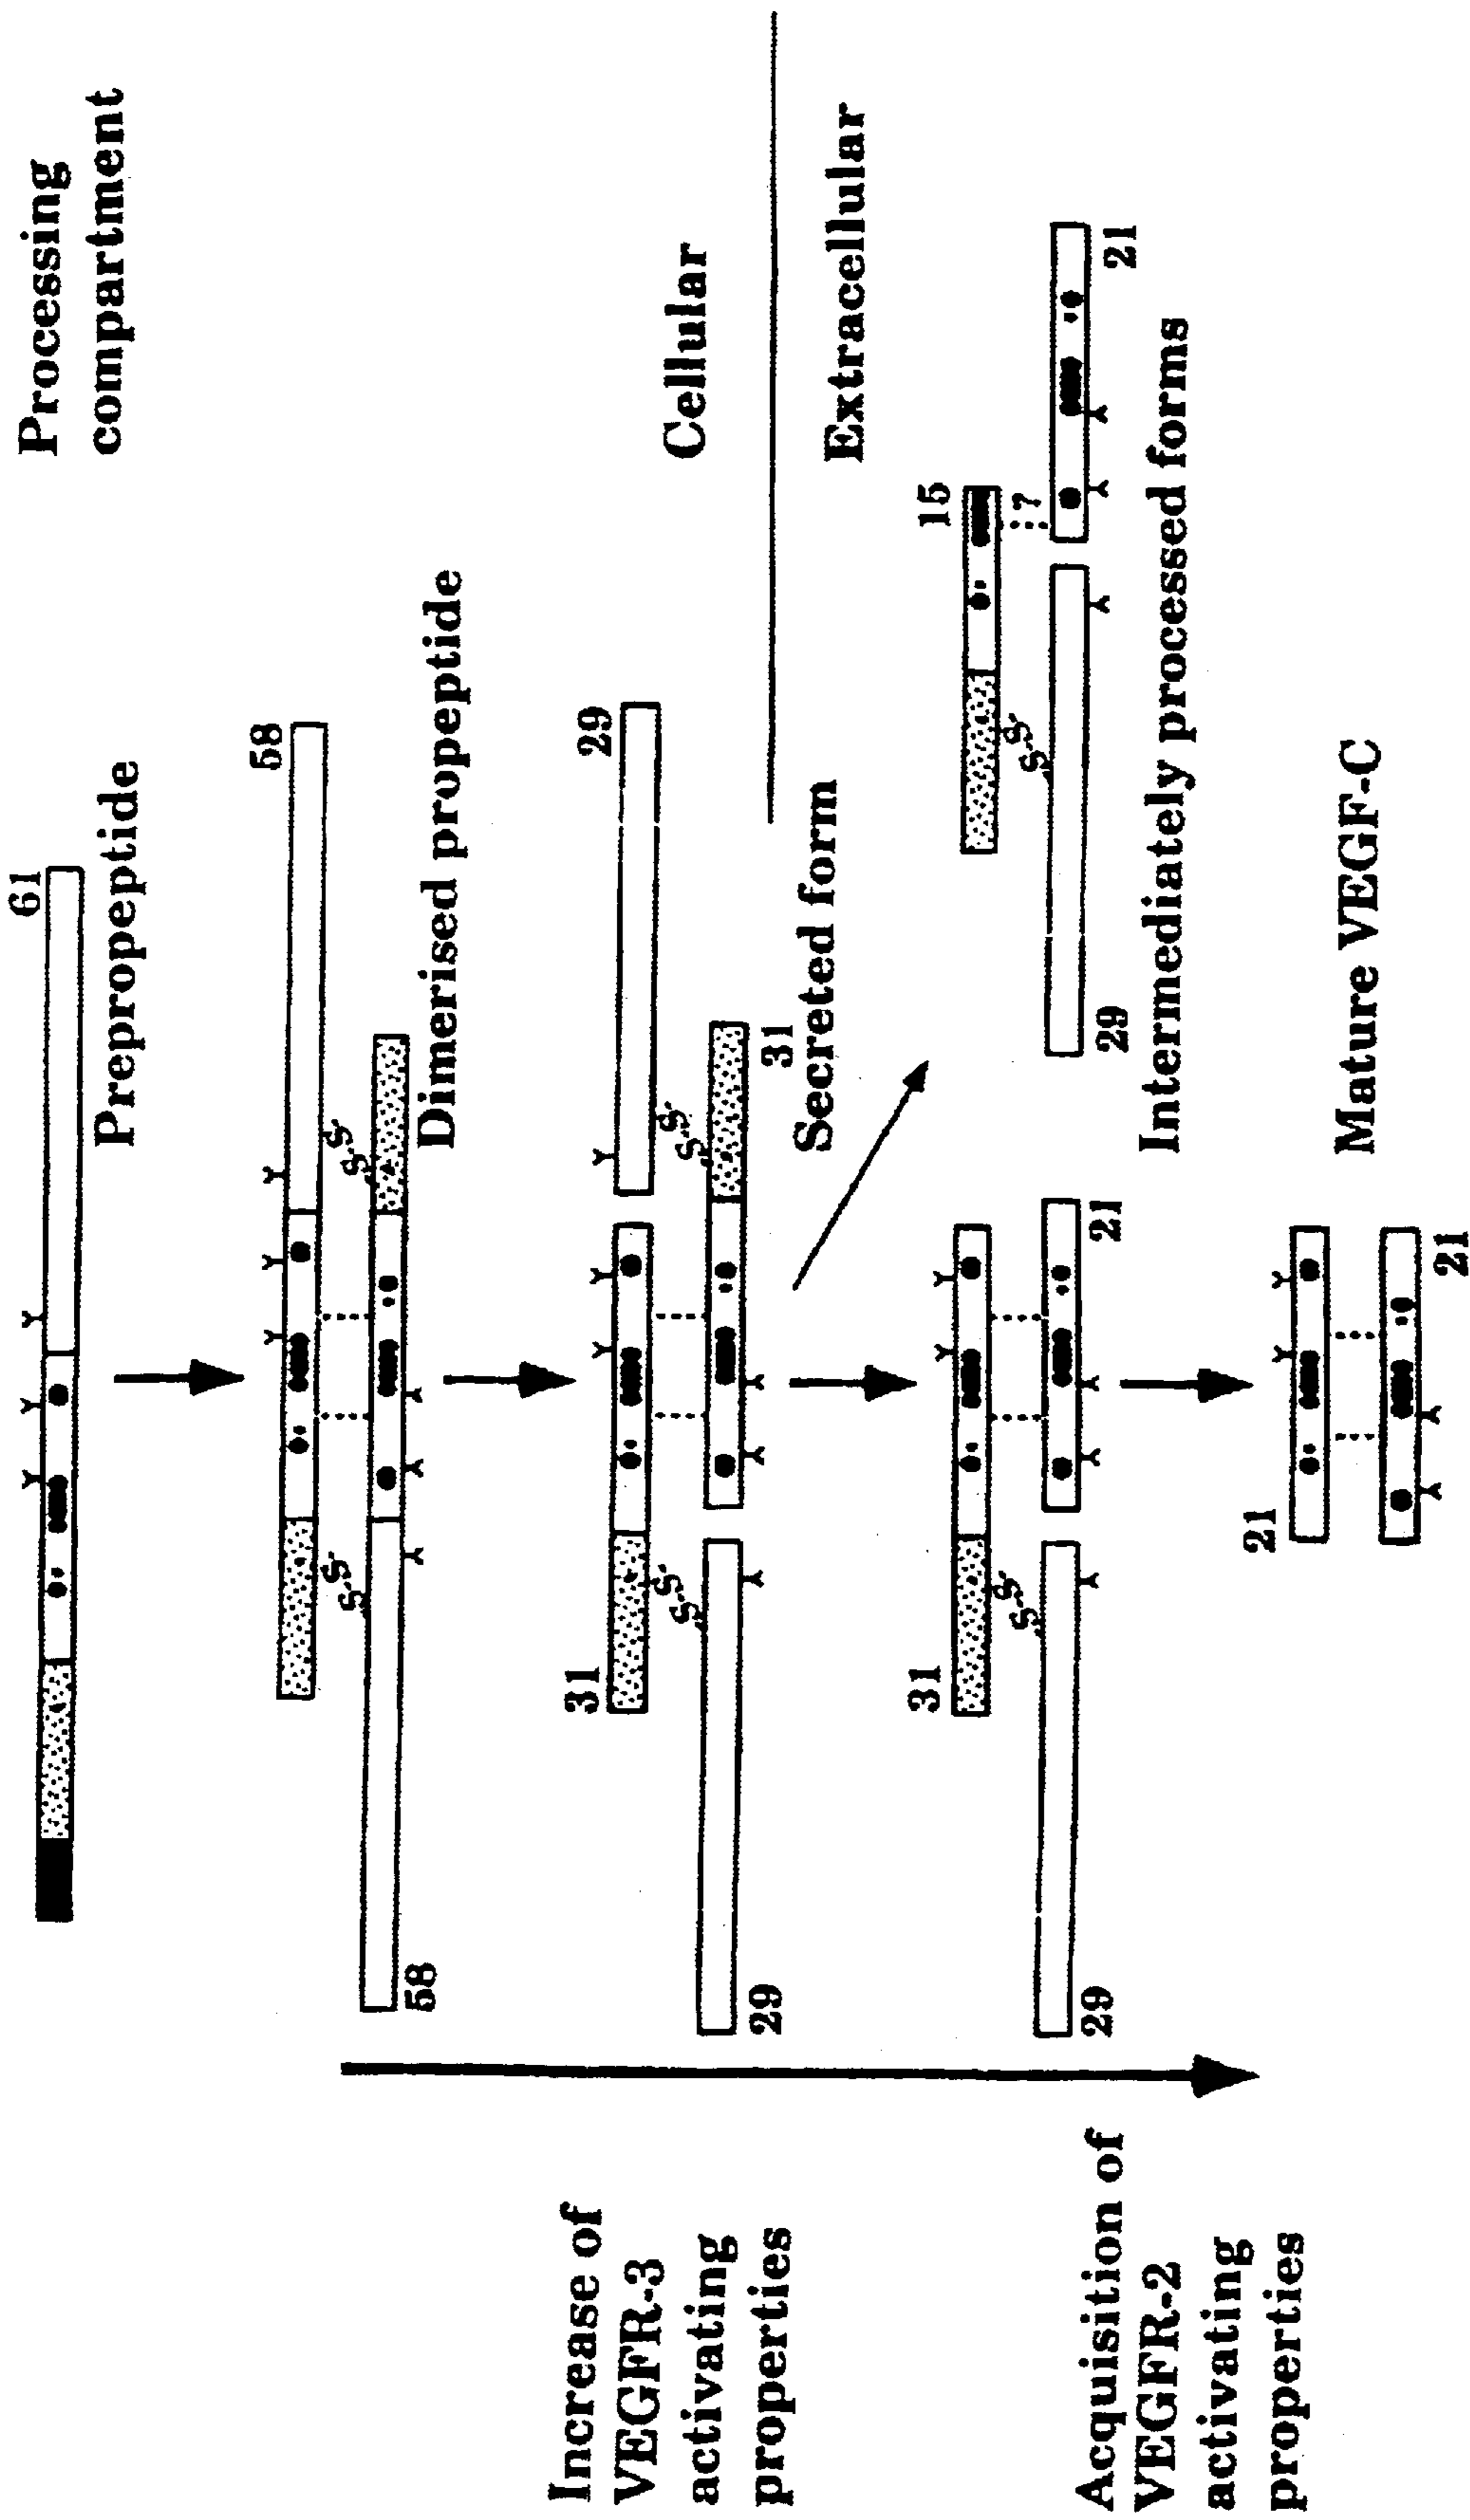 Processing
compartment
61
Prepropeptide
58
S-S
S-S
58
Dimerised propeptide
Increase of
VEGFR-3
activating
properties
29
31
S-S
S-S
29
31
Cellular
Secreted form
Extracellular
15
31
S-S
S-S
?
29
21
29
21
Intermediately processed forms
Acquisition of
VEGFR-2
activating
properties
Mature VEGF-C
21
21